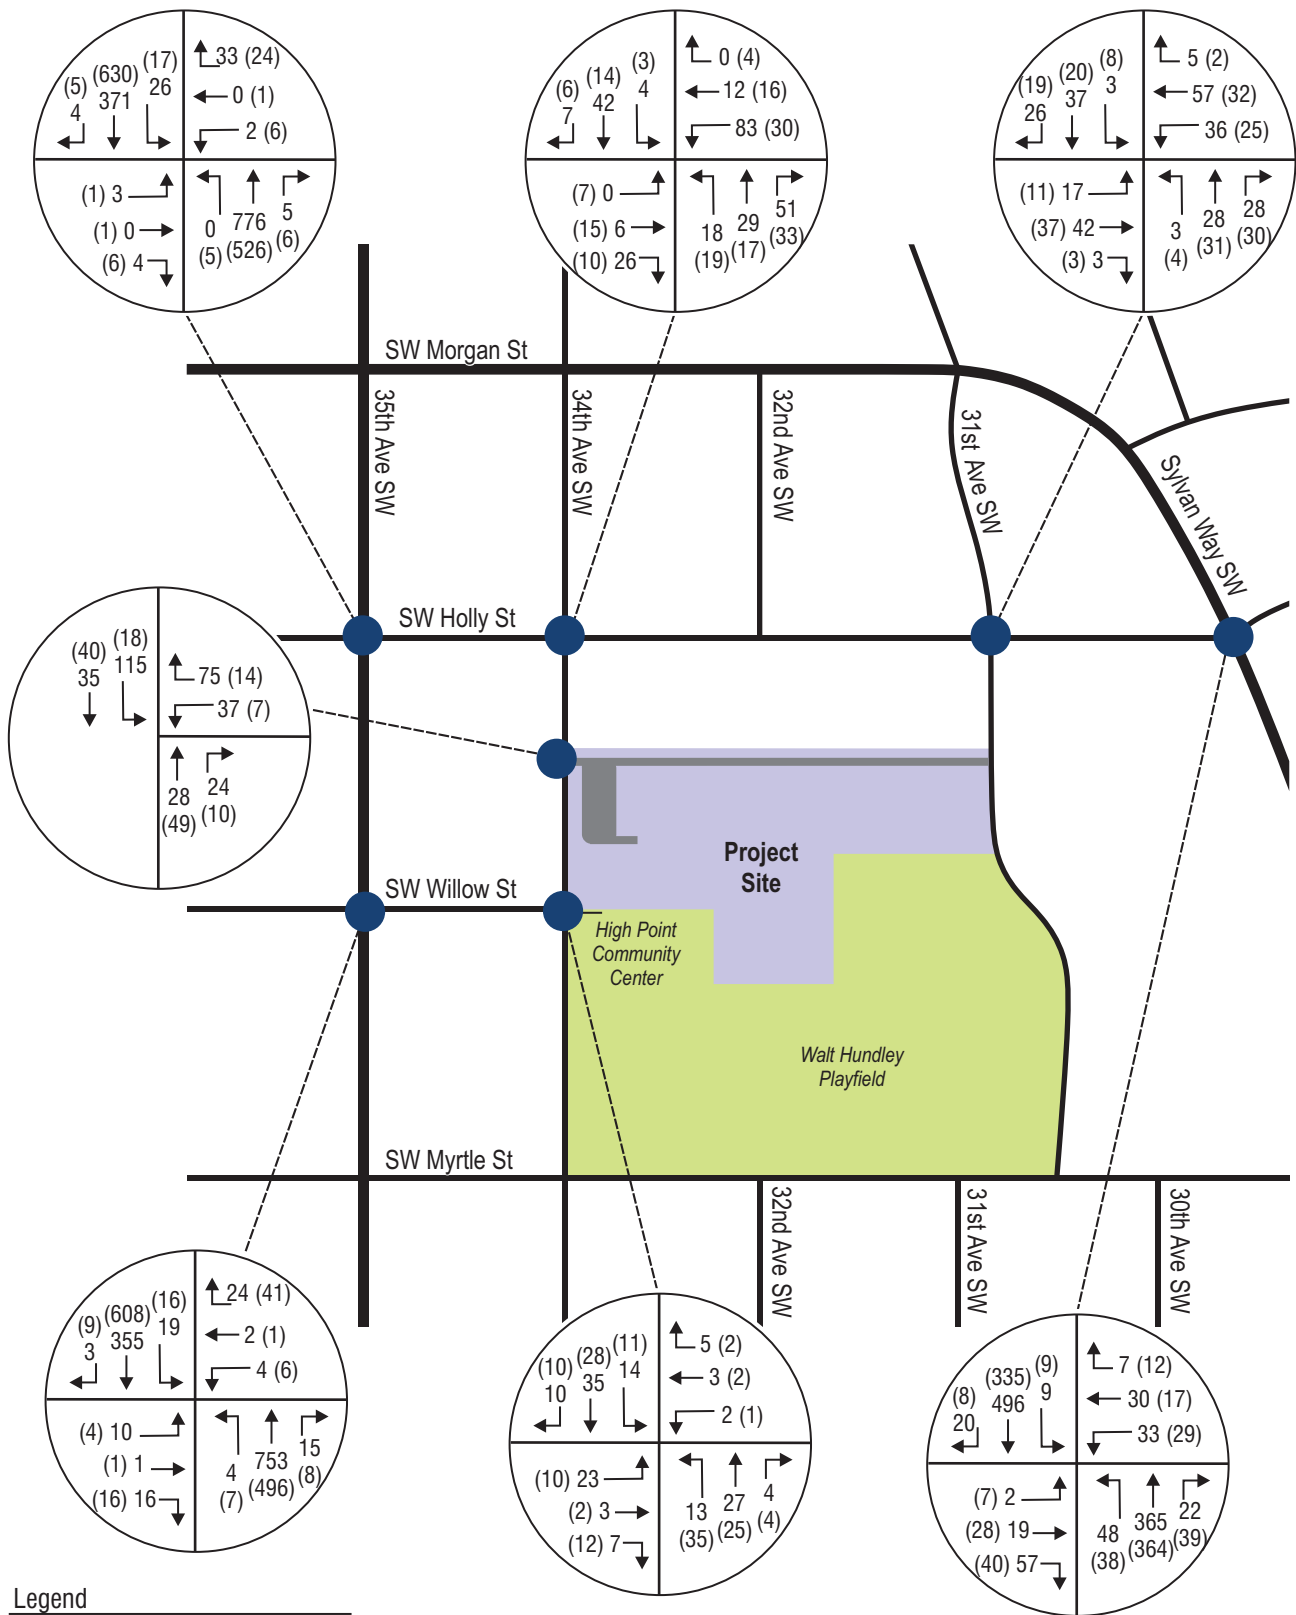 (5) (630) (17)
4 371 26
33 (24)
0 (1)
2 (6)
(1) 3
(1) 0
(6) 4
0 776 5
(5) (526) (6)
(6) (14) (3)
7 42 4
0 (4)
12 (16)
83 (30)
(7) 0
(15) 6
(10) 26
18 29 51
(19) (17) (33)
(19) (20) (8)
26 37 3
5 (2)
57 (32)
36 (25)
(11) 17
(37) 42
(3) 3
3 28 28
(4) (31) (30)
SW Morgan St
35th Ave SW
34th Ave SW
32nd Ave SW
31st Ave SW
Sylvan Way SW
SW Holly St
(40) (18)
35 115
75 (14)
37 (7)
28 24
(49) (10)
Project
Site
SW Willow St
High Point
Community
Center
Walt Hundley
Playfield
SW Myrtle St
32nd Ave SW
31st Ave SW
30th Ave SW
(9) (608) (16)
3 355 19
24 (41)
2 (1)
4 (6)
(4) 10
(1) 1
(16) 16
4 753 15
(7) (496) (8)
(10) (28) (11)
10 35 14
5 (2)
3 (2)
2 (1)
(10) 23
(2) 3
(12) 7
13 27 4
(35) (25) (4)
(8) (335) (9)
20 496 9
7 (12)
30 (17)
33 (29)
(7) 2
(28) 19
(40) 57
48 365 22
(38) (364) (39)
Legend